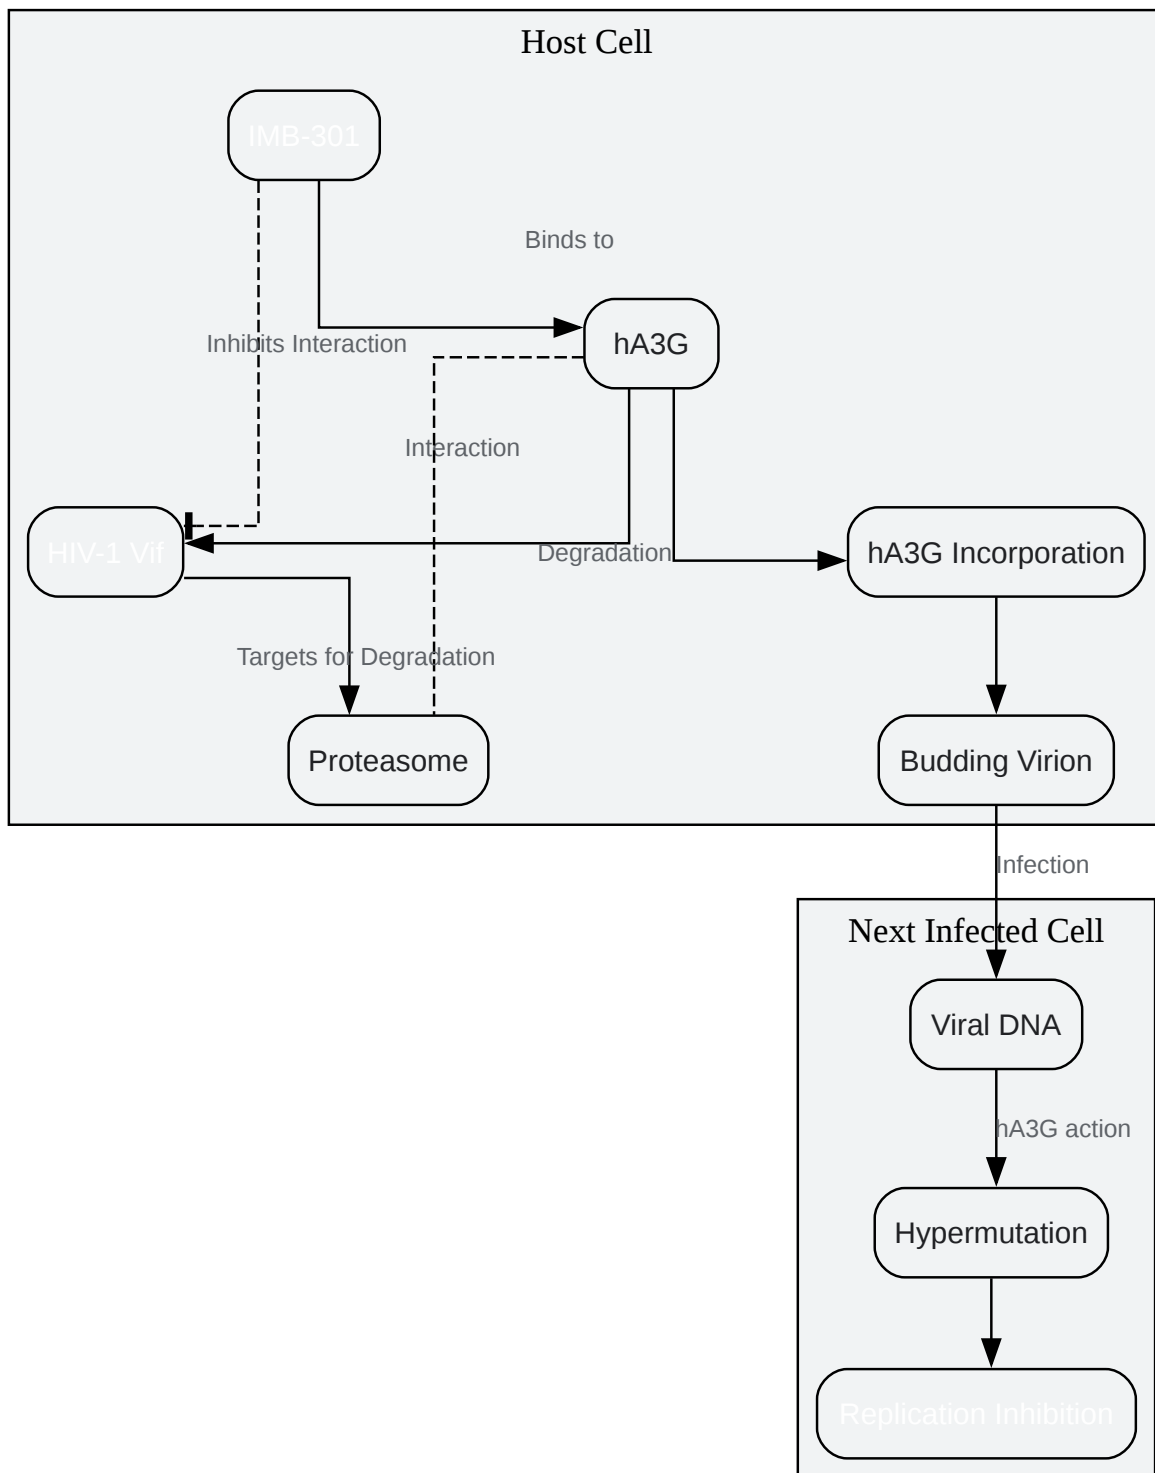 Host Cell
IMB-301
Binds to
Inhibits Interaction
hA3G
Interaction
HIV-1 Vif
Degradation
hA3G Incorporation
Targets for Degradation
Proteasome
Budding Virion
Infection
Next Infected Cell
Viral DNA
hA3G action
Hypermutation
Replication Inhibition